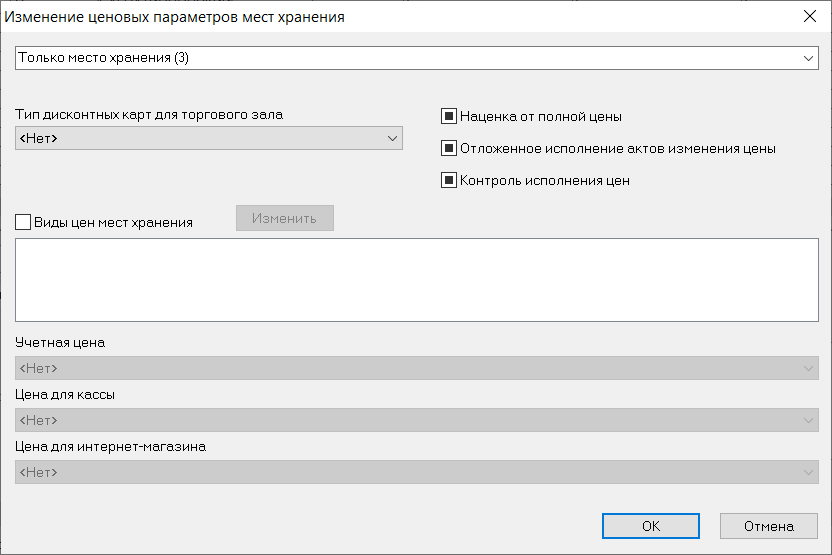 Изменение ценовых параметров мест хранения
Только место хранения (3)
Тип дисконтных карт для торгового зала
<Нет>
Наценка от полной цены
Отложенное исполнение актов изменения цены
Контроль исполнения цен
Виды цен мест хранения
Изменить
Учетная цена
<Нет>
Цена для кассы
<Нет>
Цена для интернет-магазина
<Нет>
ОК
Отмена